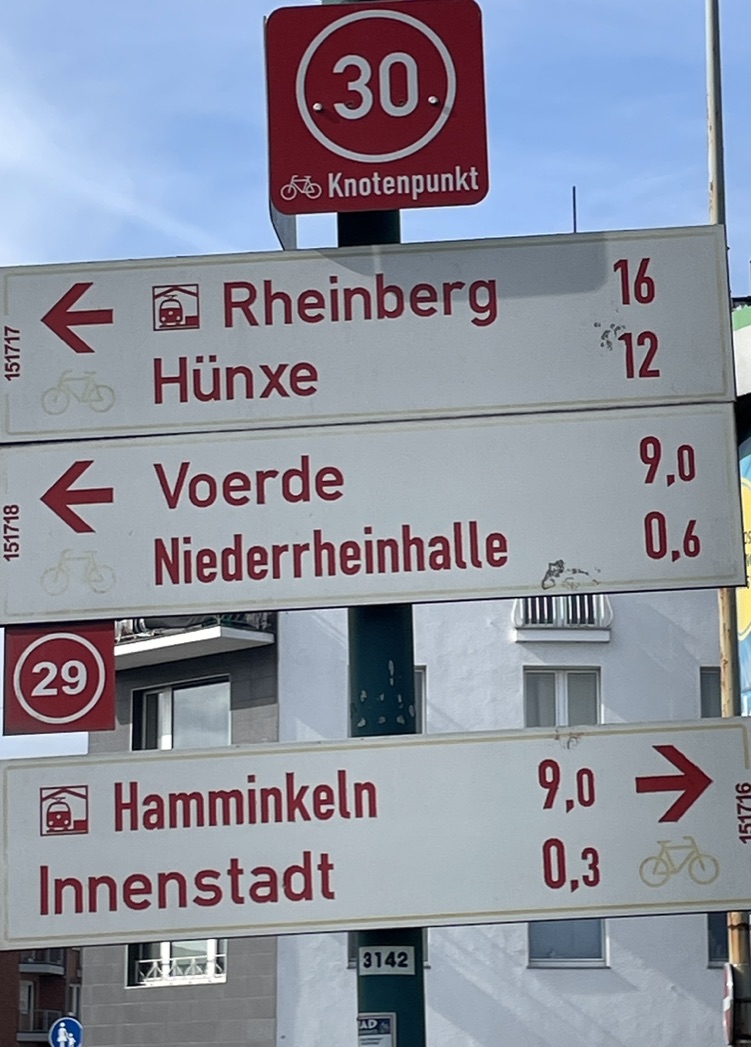 30
Knotenpunkt
Rheinberg 16
Hünxe 12
151717
Voerde 9,0
Niederrheinhalle 0,6
151718
29
Hamminkeln 9,0
Innenstadt 0,3
151716
3142